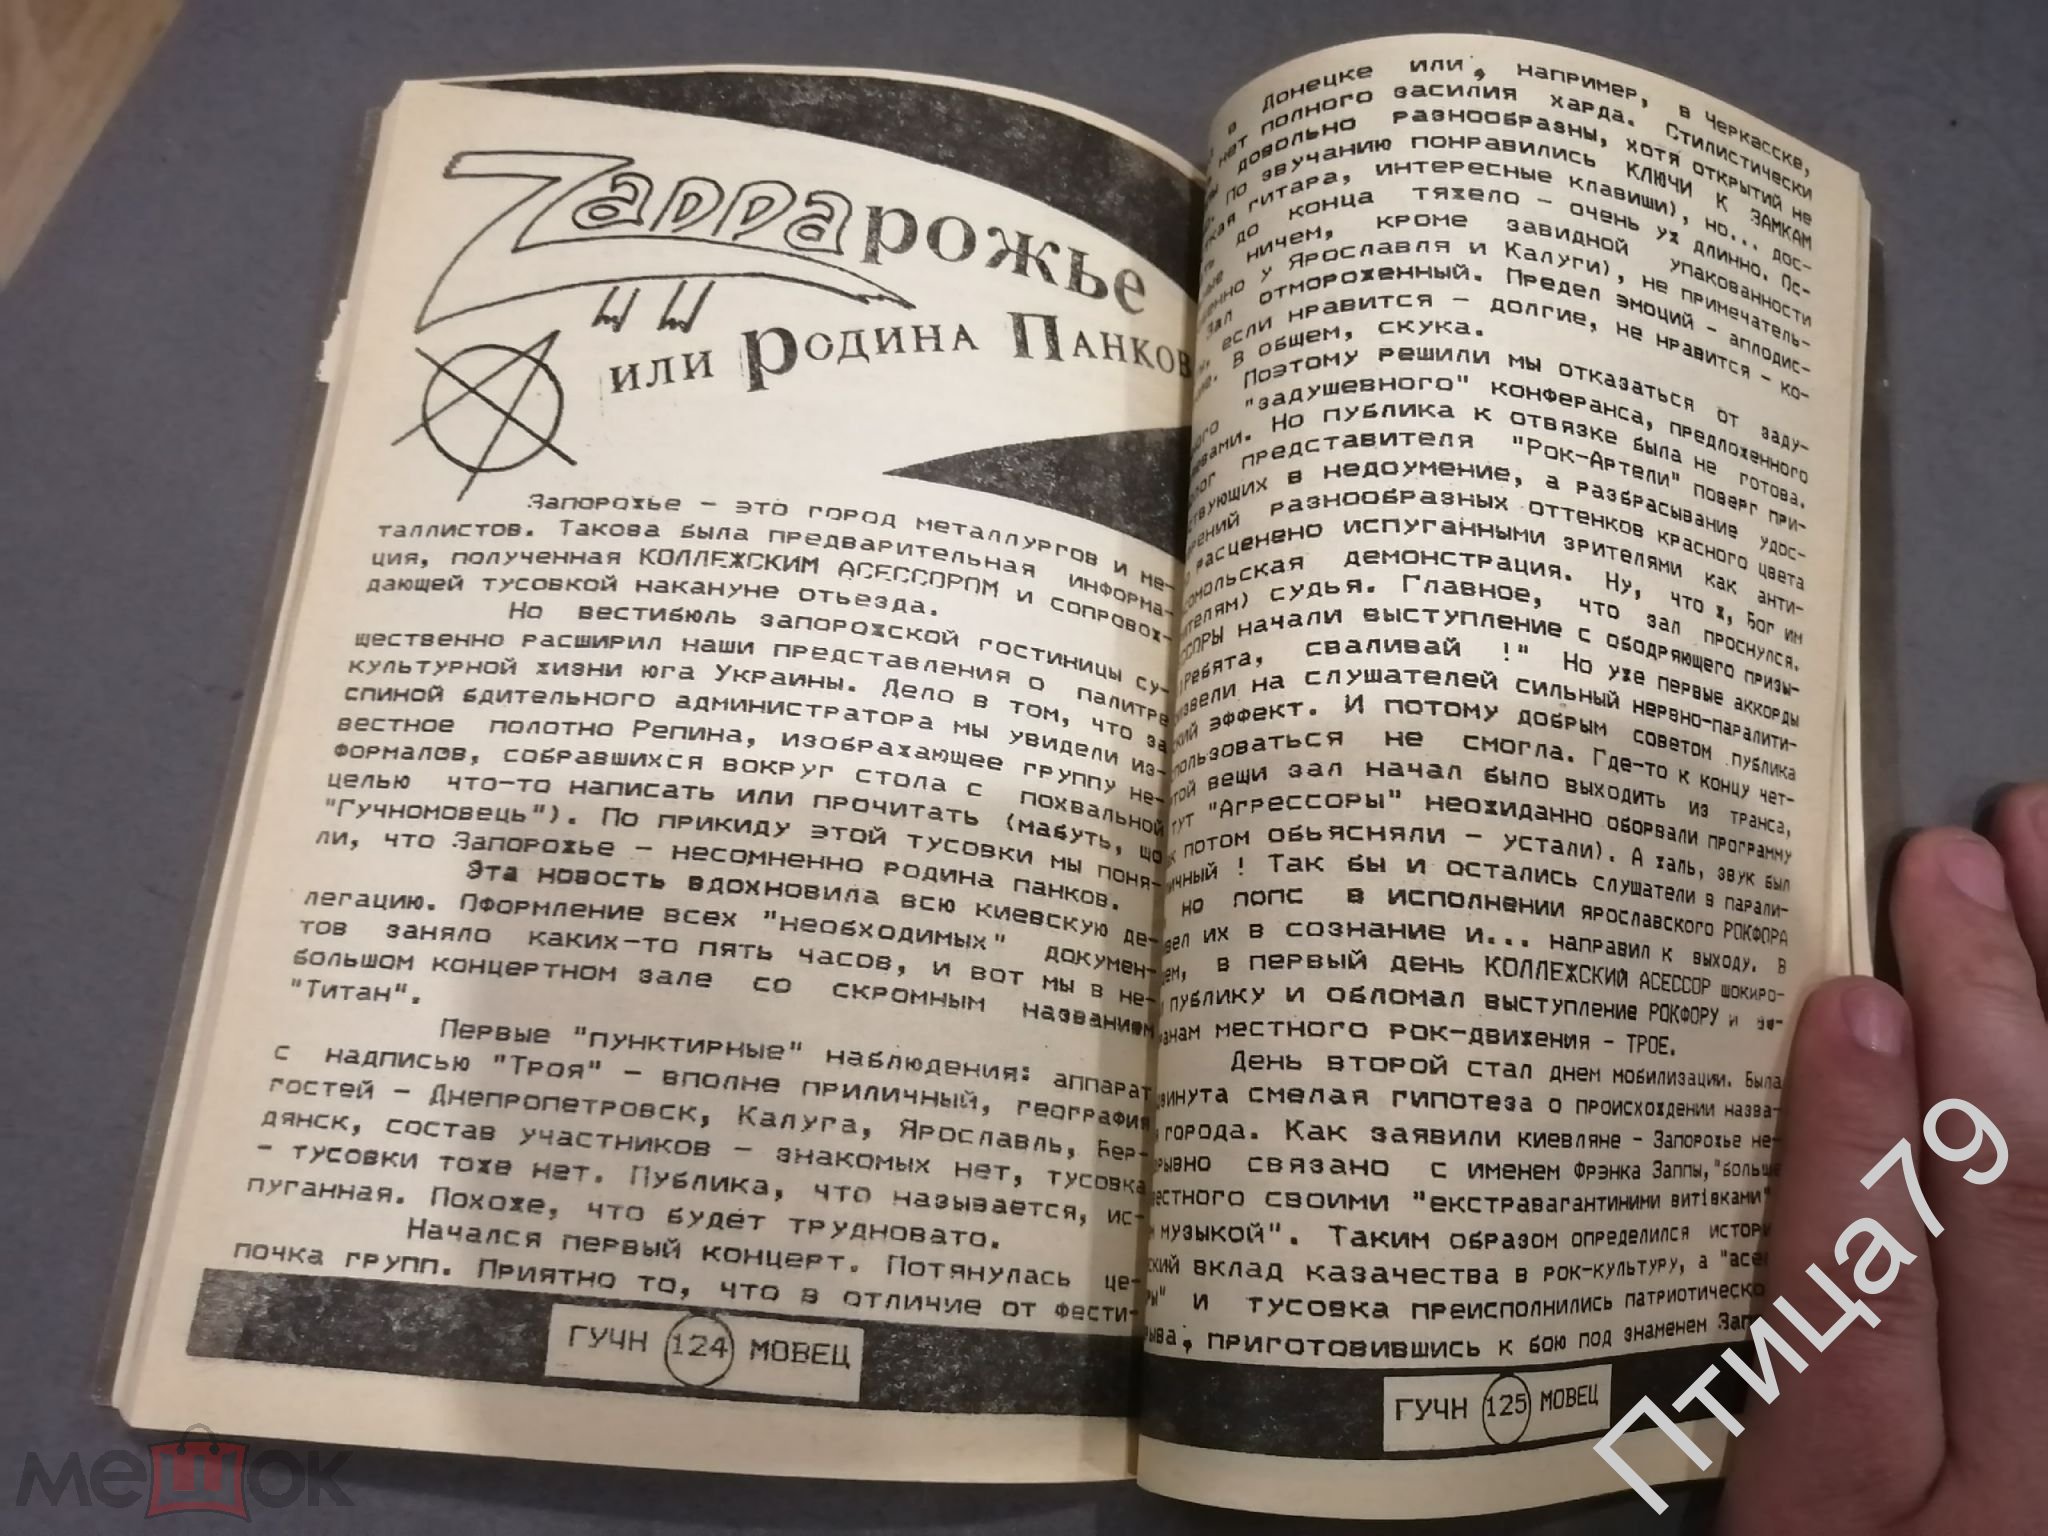 Zappaрожье
или Родина Панков
Запорожье - это город металлургов и ме-
таллистов. Такова была предварительная информа-
ция, полученная КОЛЛЕЖСКИМ АСЕССОРОМ и сопровож-
дающей тусовкой накануне отьезда.
Но вестибюль запорожской гостиницы су-
щественно расширил наши представления о палитре
культурной жизни юга Украины. Дело в том, что за
спиной бдительного администратора мы увидели из-
вестное полотно Репина, изображающее группу не-
формалов, собравшихся вокруг стола с похвальной
целью что-то написать или прочитать (мабуть, що
"Гучномовець"). По прикиду этой тусовки мы поня-
ли, что Запорожье - несомненно родина панков.
Эта новость вдохновила всю киевскую де-
легацию. Оформление всех "необходимых" докумен-
тов заняло каких-то пять часов, и вот мы в не-
большом концертном зале со скромным названием
"Титан".
Первые "пунктирные" наблюдения: аппарат
с надписью "Троя" - вполне приличный, география
гостей - Днепропетровск, Калуга, Ярославль, Бер-
дянск, состав участников - знакомых нет, тусовка
- тусовки тоже нет. Публика, что называется, ис-
пуганная. Похоже, что будет трудновато.
Начался первый концерт. Потянулась це-
почка групп. Приятно то, что в отличие от фести-
ГУЧН 124 МОВЕЦ
в Донецке или, например, в Черкасске,
нет полного засилия харда. Стилистически
довольно разнообразны, хотя открытий не
По звучанию понравились КЛЮЧИ К ЗАМКАМ
гитара, интересные клавиши), но... дос-
до конца тяжело - очень уж длинно. Ос-
ничем, кроме завидной упакованности
у Ярославля и Калуги), не примечатель-
Зал отмороженный. Предел эмоций - аплодис-
если нравится - долгие, не нравится - ко-
В общем, скука.
Поэтому решили мы отказаться от заду-
"задушевного" конферанса, предложенного
Но публика к отвязке была не готова.
представителя "Рок-Артели" поверг при-
в недоумение, а разбрасывание удос-
разнообразных оттенков красного цвета
расценено испуганными зрителями как анти-
демонстрация. Ну, что ж, Бог им
судья. Главное, что зал проснулся.
начали выступление с ободряющего призы-
"Ребята, сваливай !" Но уже первые аккорды
на слушателей сильный нервно-паралити-
эффект. И потому добрым советом публика
не смогла. Где-то к концу чет-
вещи зал начал было выходить из транса,
тут "Агрессоры" неожиданно оборвали программу
потом обьясняли - устали). А жаль, звук был
! Так бы и остались слушатели в парали-
но попс в исполнении ярославского РОКФОРА
их в сознание и... направил к выходу. В
в первый день КОЛЛЕЖСКИЙ АСЕССОР шокиро-
публику и обломал выступление РОКФОРУ и ве-
местного рок-движения - ТРОЕ.
День второй стал днем мобилизации. Была
смелая гипотеза о происхождении назва-
города. Как заявили киевляне - Запорожье не-
связано с именем Фрэнка Заппы, "больше
своими "екстравагантиними витівками"
музыкой". Таким образом определился истори-
вклад казачества в рок-культуру, а
и тусовка преисполнились патриотическо
приготовившись к бою под знаменем Зап
ГУЧН 125 МОВЕЦ
Птица79
мешок